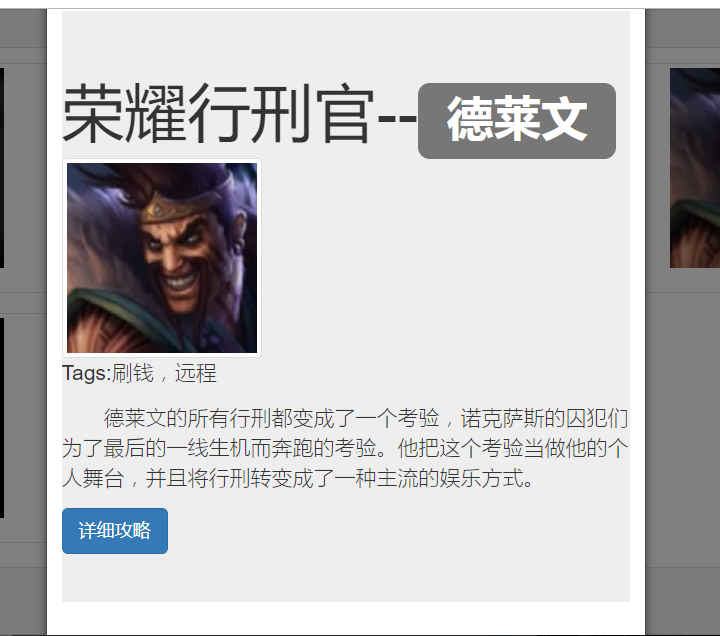 荣耀行刑官--德莱文
Tags:刷钱，远程
德莱文的所有行刑都变成了一个考验，诺克萨斯的囚犯们
为了最后的一线生机而奔跑的考验。他把这个考验当做他的个
人舞台，并且将行刑转变成了一种主流的娱乐方式。
详细攻略